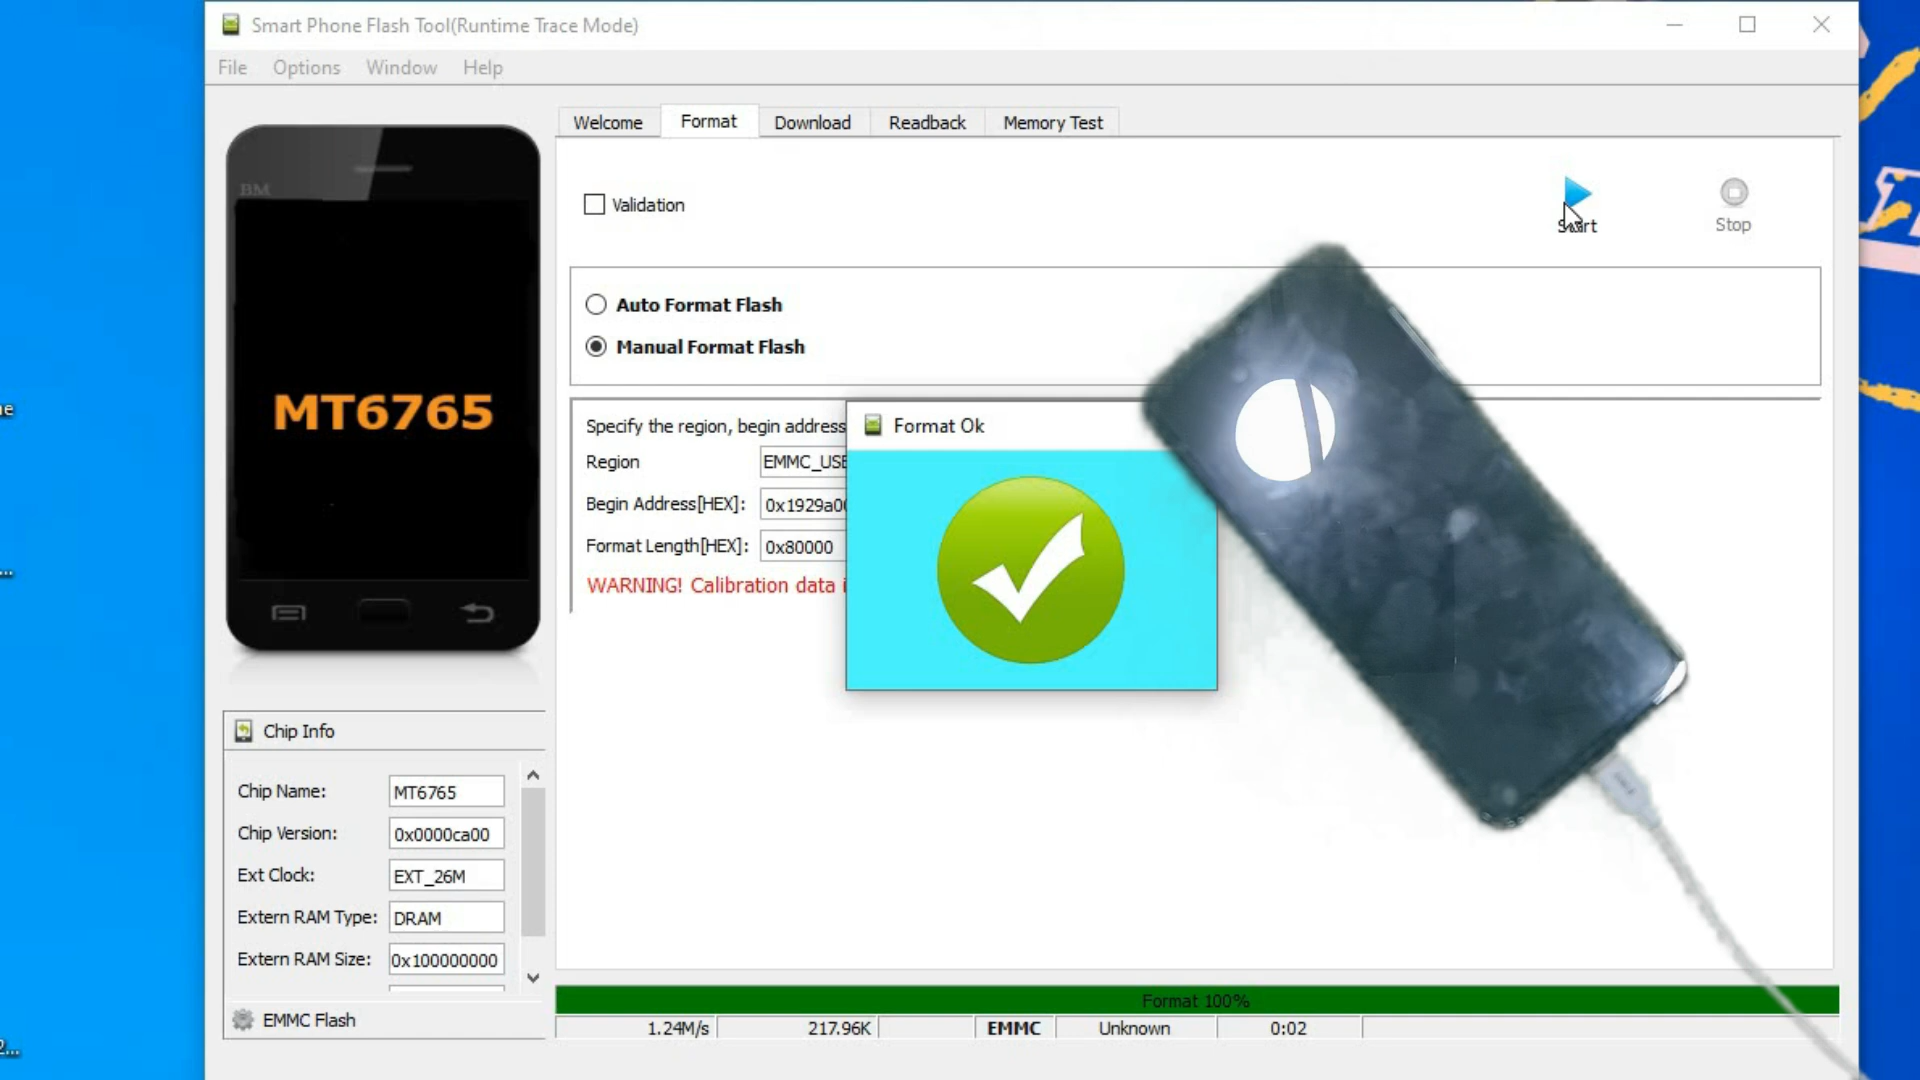 Smart Phone Flash Tool(Runtime Trace Mode)
File Options Window Help
Welcome Format Download Readback Memory Test
BM
Validation
Start
Stop
Auto Format Flash
Manual Format Flash
MT6765
Format Ok
Specify the region, begin address
Region EMMC_USE
Begin Address[HEX]: 0x1929a00
Format Length[HEX]: 0x80000
WARNING! Calibration data i
Chip Info
Chip Name: MT6765
Chip Version: 0x0000ca00
Ext Clock: EXT_26M
Extern RAM Type: DRAM
Extern RAM Size: 0x100000000
EMMC Flash
Format 100%
1.24M/s 217.96K EMMC Unknown 0:02